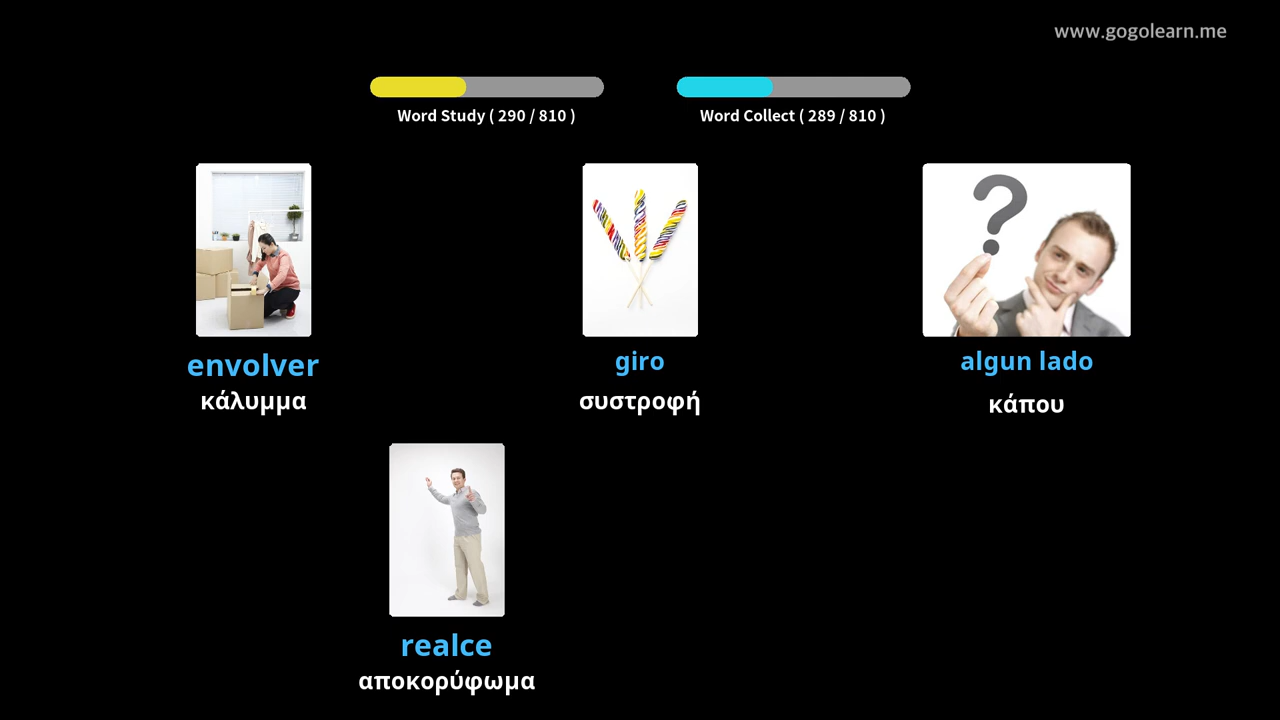 www.gogolearn.me
Word Study ( 290 / 810 )
Word Collect ( 289 / 810 )
envolver
κάλυμμα
giro
συστροφή
algun lado
κάπου
realce
αποκορύφωμα